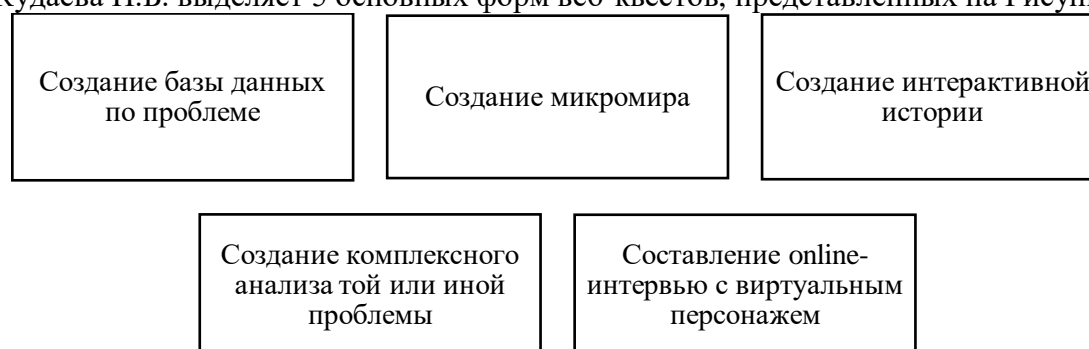 Кудаева Н.В. выделяет 5 основных форм веб-квестов, представленных на
Создание базы данных
по проблеме
Создание микромира
Создание интерактивной
истории
Создание комплексного
анализа той или иной
проблемы
Составление online-
интервью с виртуальным
персонажем